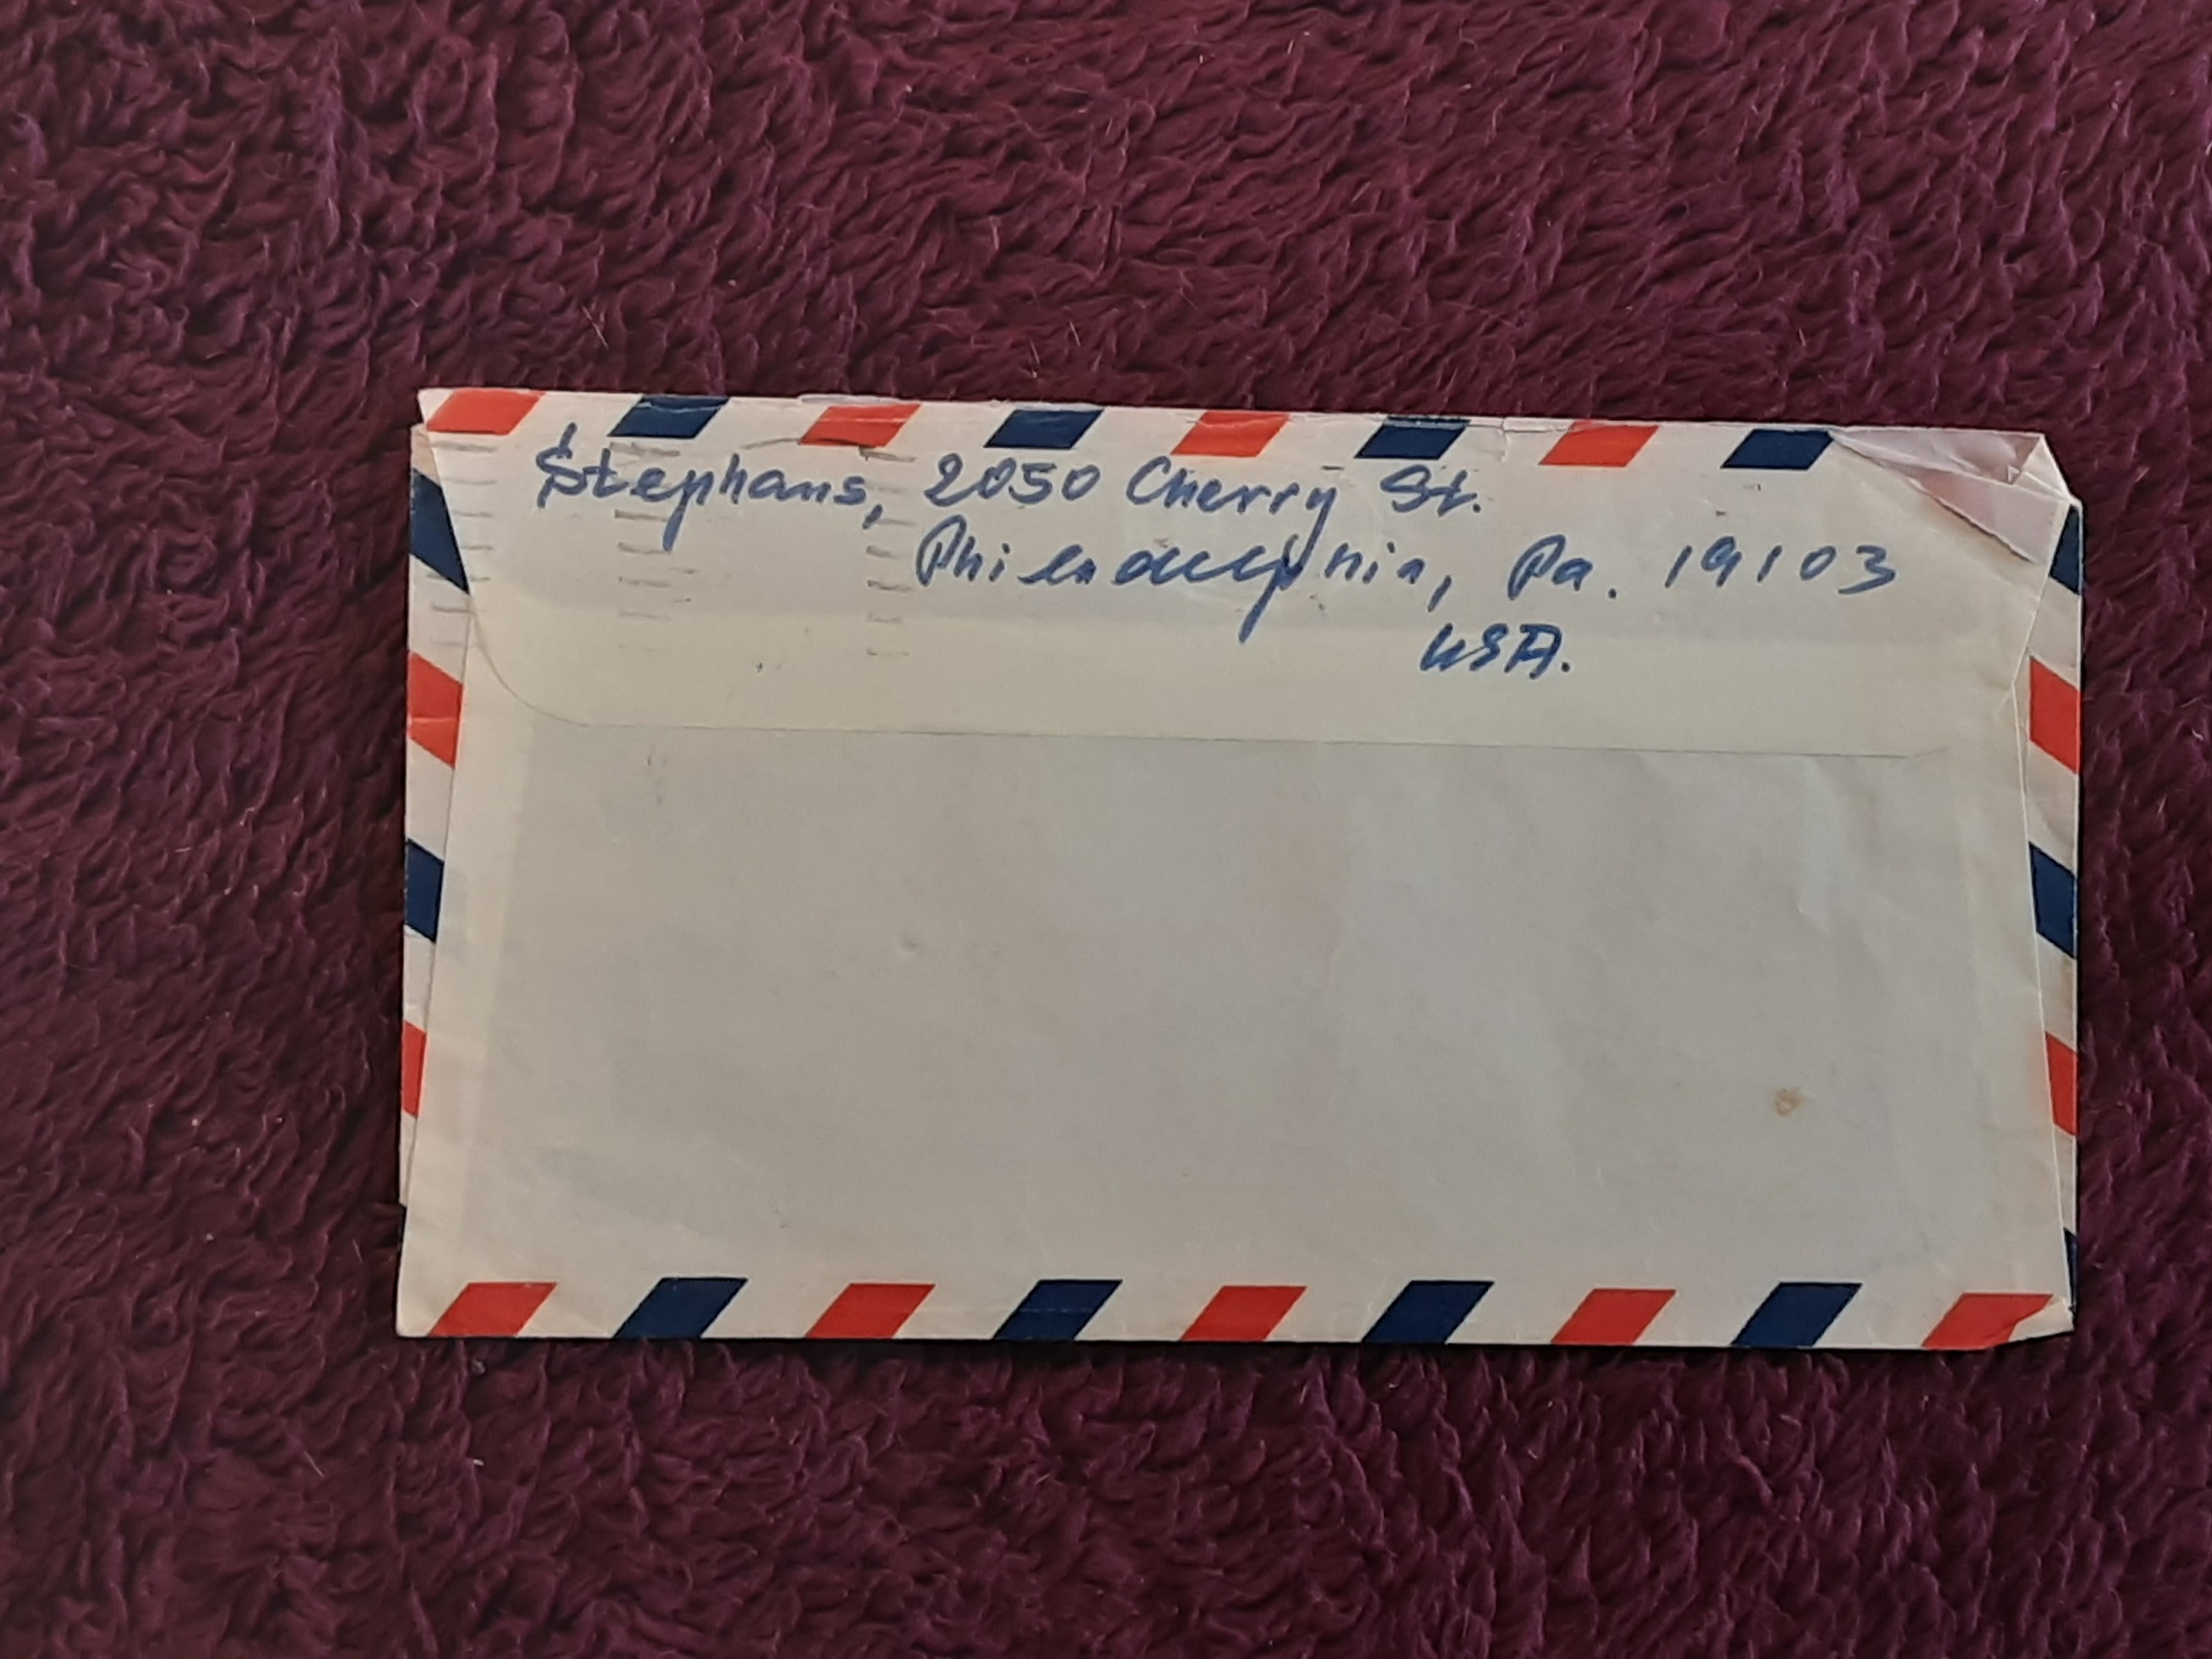 Stephans, 2050 Cherry St.
Philadelphia, Pa. 19103
USA.